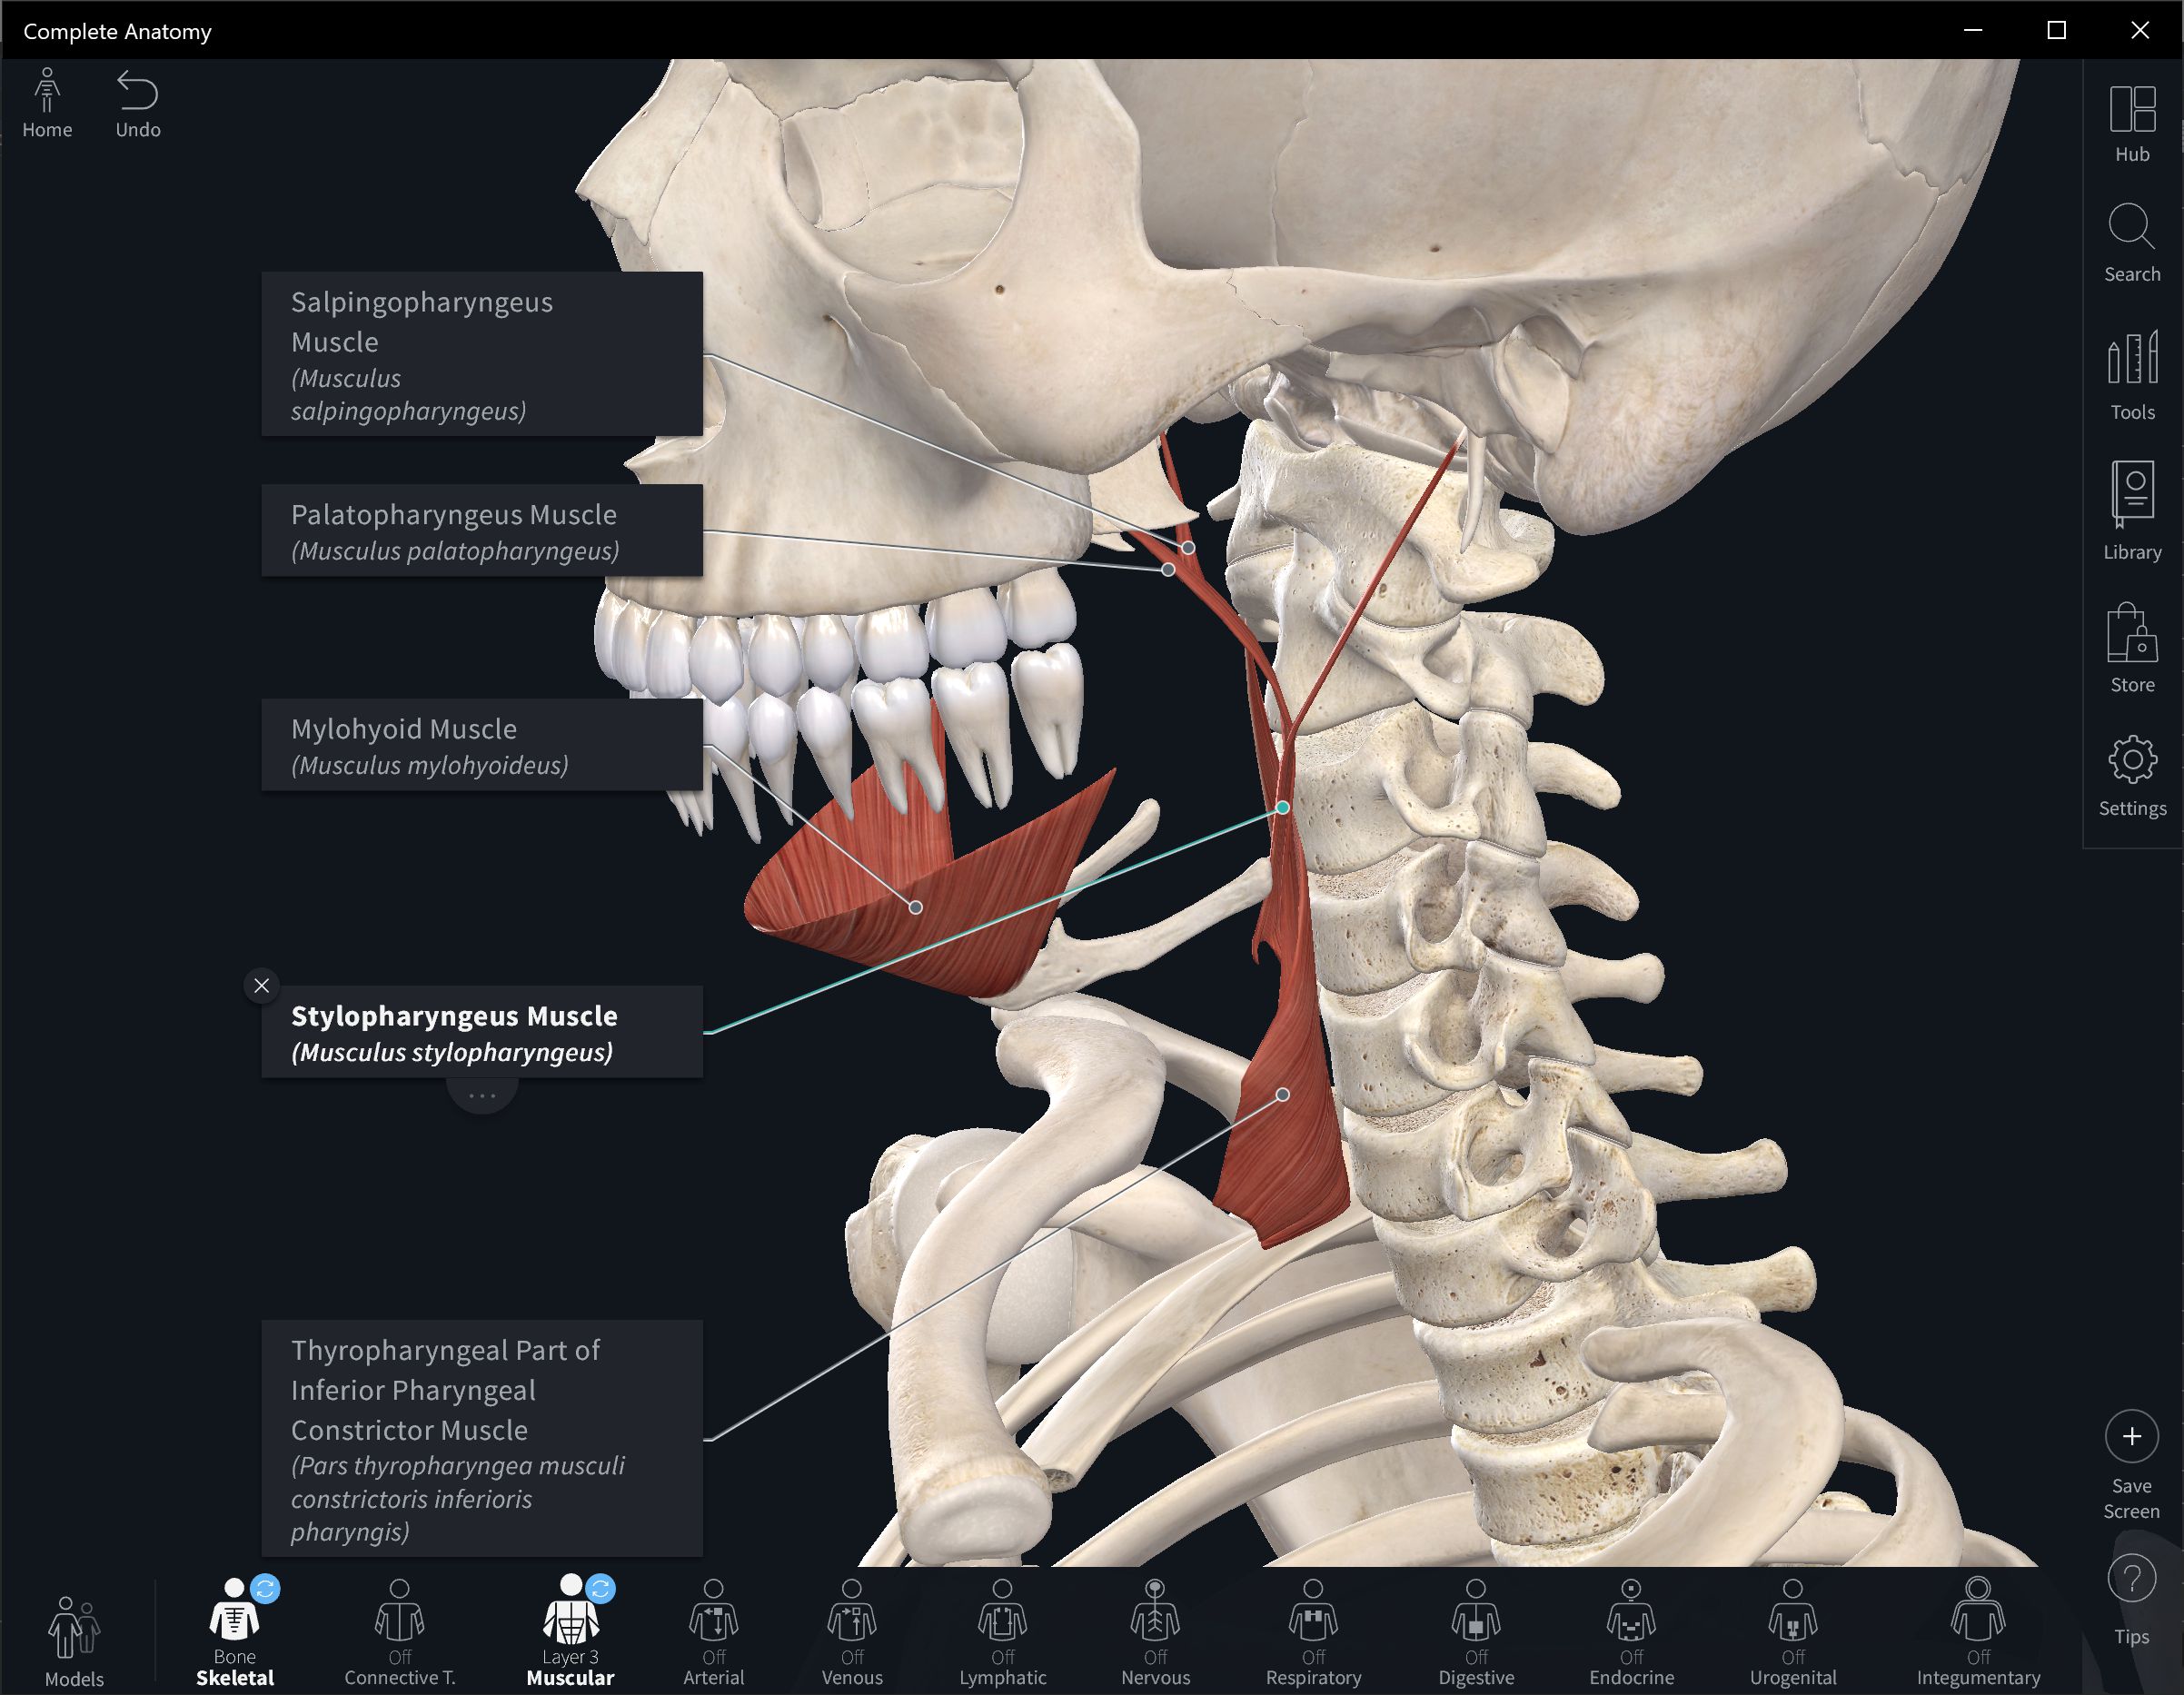 Complete Anatomy
Home
Undo
Hub
Search
Tools
Library
Store
Settings
Salpingopharyngeus
Muscle
(Musculus
salpingopharyngeus)
Palatopharyngeus Muscle
(Musculus palatopharyngeus)
Mylohyoid Muscle
(Musculus mylohyoideus)
Stylopharyngeus Muscle
(Musculus stylopharyngeus)
...
Thyropharyngeal Part of
Inferior Pharyngeal
Constrictor Muscle
(Pars thyropharyngea musculi
constrictoris inferioris
pharyngis)
Save
Screen
?
Tips
Models
Bone
Skeletal
Off
Connective T.
Layer 3
Muscular
Off
Arterial
Off
Venous
Off
Lymphatic
Off
Nervous
Off
Respiratory
Off
Digestive
Off
Endocrine
Off
Urogenital
Off
Integumentary